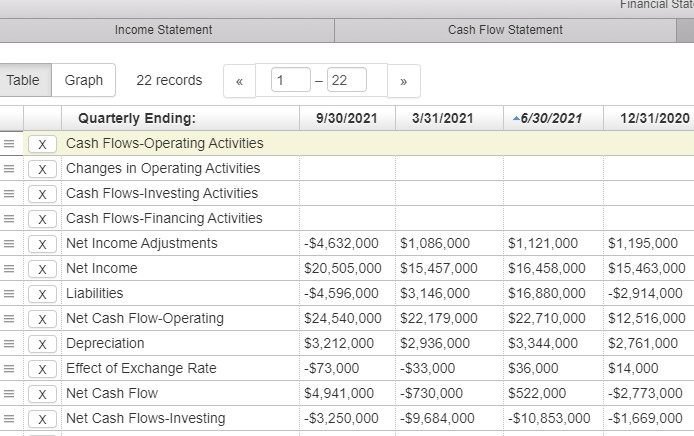 Financial
Income Statement Cash Flow Statement
Table Graph 22 records « 1 – 22 »
Quarterly Ending: 9/30/2021 3/31/2021 6/30/2021 12/31/2020
X Cash Flows-Operating Activities
X Changes in Operating Activities
X Cash Flows-Investing Activities
X Cash Flows-Financing Activities
X Net Income Adjustments -$4,632,000 $1,086,000 $1,121,000 $1,195,000
X Net Income $20,505,000 $15,457,000 $16,458,000 $15,463,000
X Liabilities -$4,596,000 $3,146,000 $16,880,000 -$2,914,000
X Net Cash Flow-Operating $24,540,000 $22,179,000 $22,710,000 $12,516,000
X Depreciation $3,212,000 $2,936,000 $3,344,000 $2,761,000
X Effect of Exchange Rate -$73,000 -$33,000 $36,000 $14,000
X Net Cash Flow $4,941,000 -$730,000 $522,000 -$2,773,000
X Net Cash Flows-Investing -$3,250,000 -$9,684,000 -$10,853,000 -$1,669,000